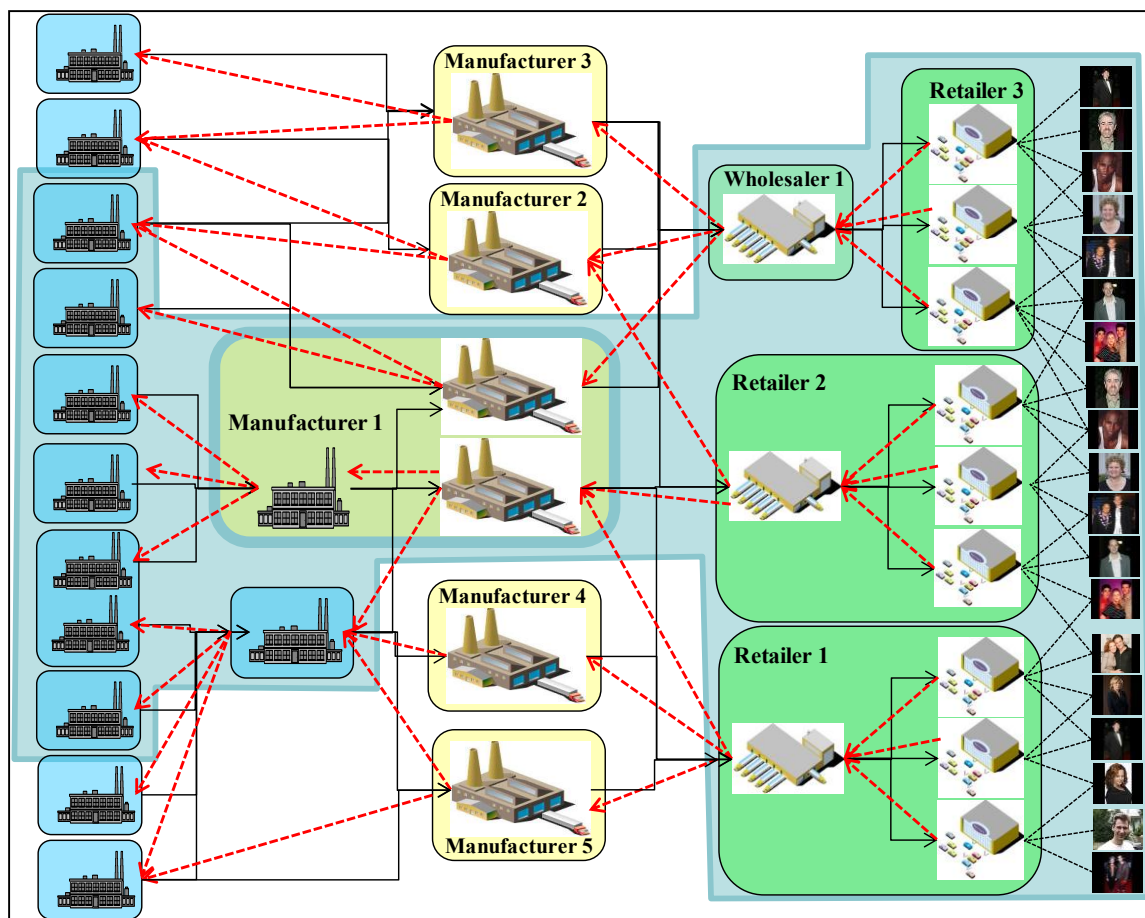 Manufacturer 3
Retailer 3
Wholesaler 1
Manufacturer 2
Retailer 2
Manufacturer 1
Manufacturer 4
Retailer 1
Manufacturer 5